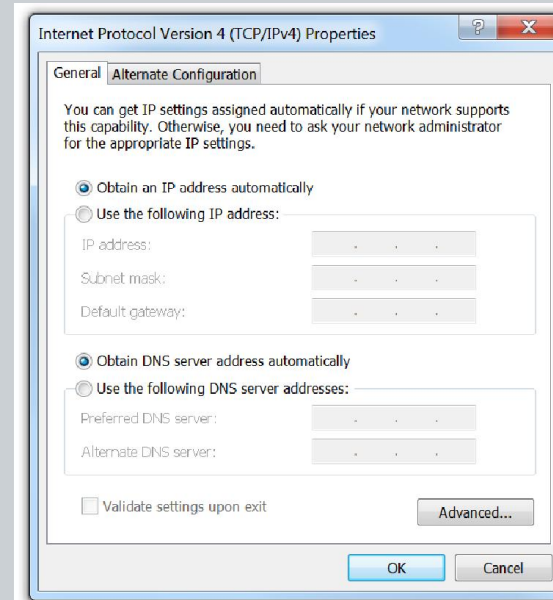 Internet Protocol Version 4 (TCP/IPv4) Properties
General Alternate Configuration
You can get IP settings assigned automatically if your network supports
this capability. Otherwise, you need to ask your network administrator
for the appropriate IP settings.
Obtain an IP address automatically
Use the following IP address:
IP address:
Subnet mask:
Default gateway:
Obtain DNS server address automatically
Use the following DNS server addresses:
Preferred DNS server:
Alternate DNS server:
Validate settings upon exit
Advanced...
OK Cancel